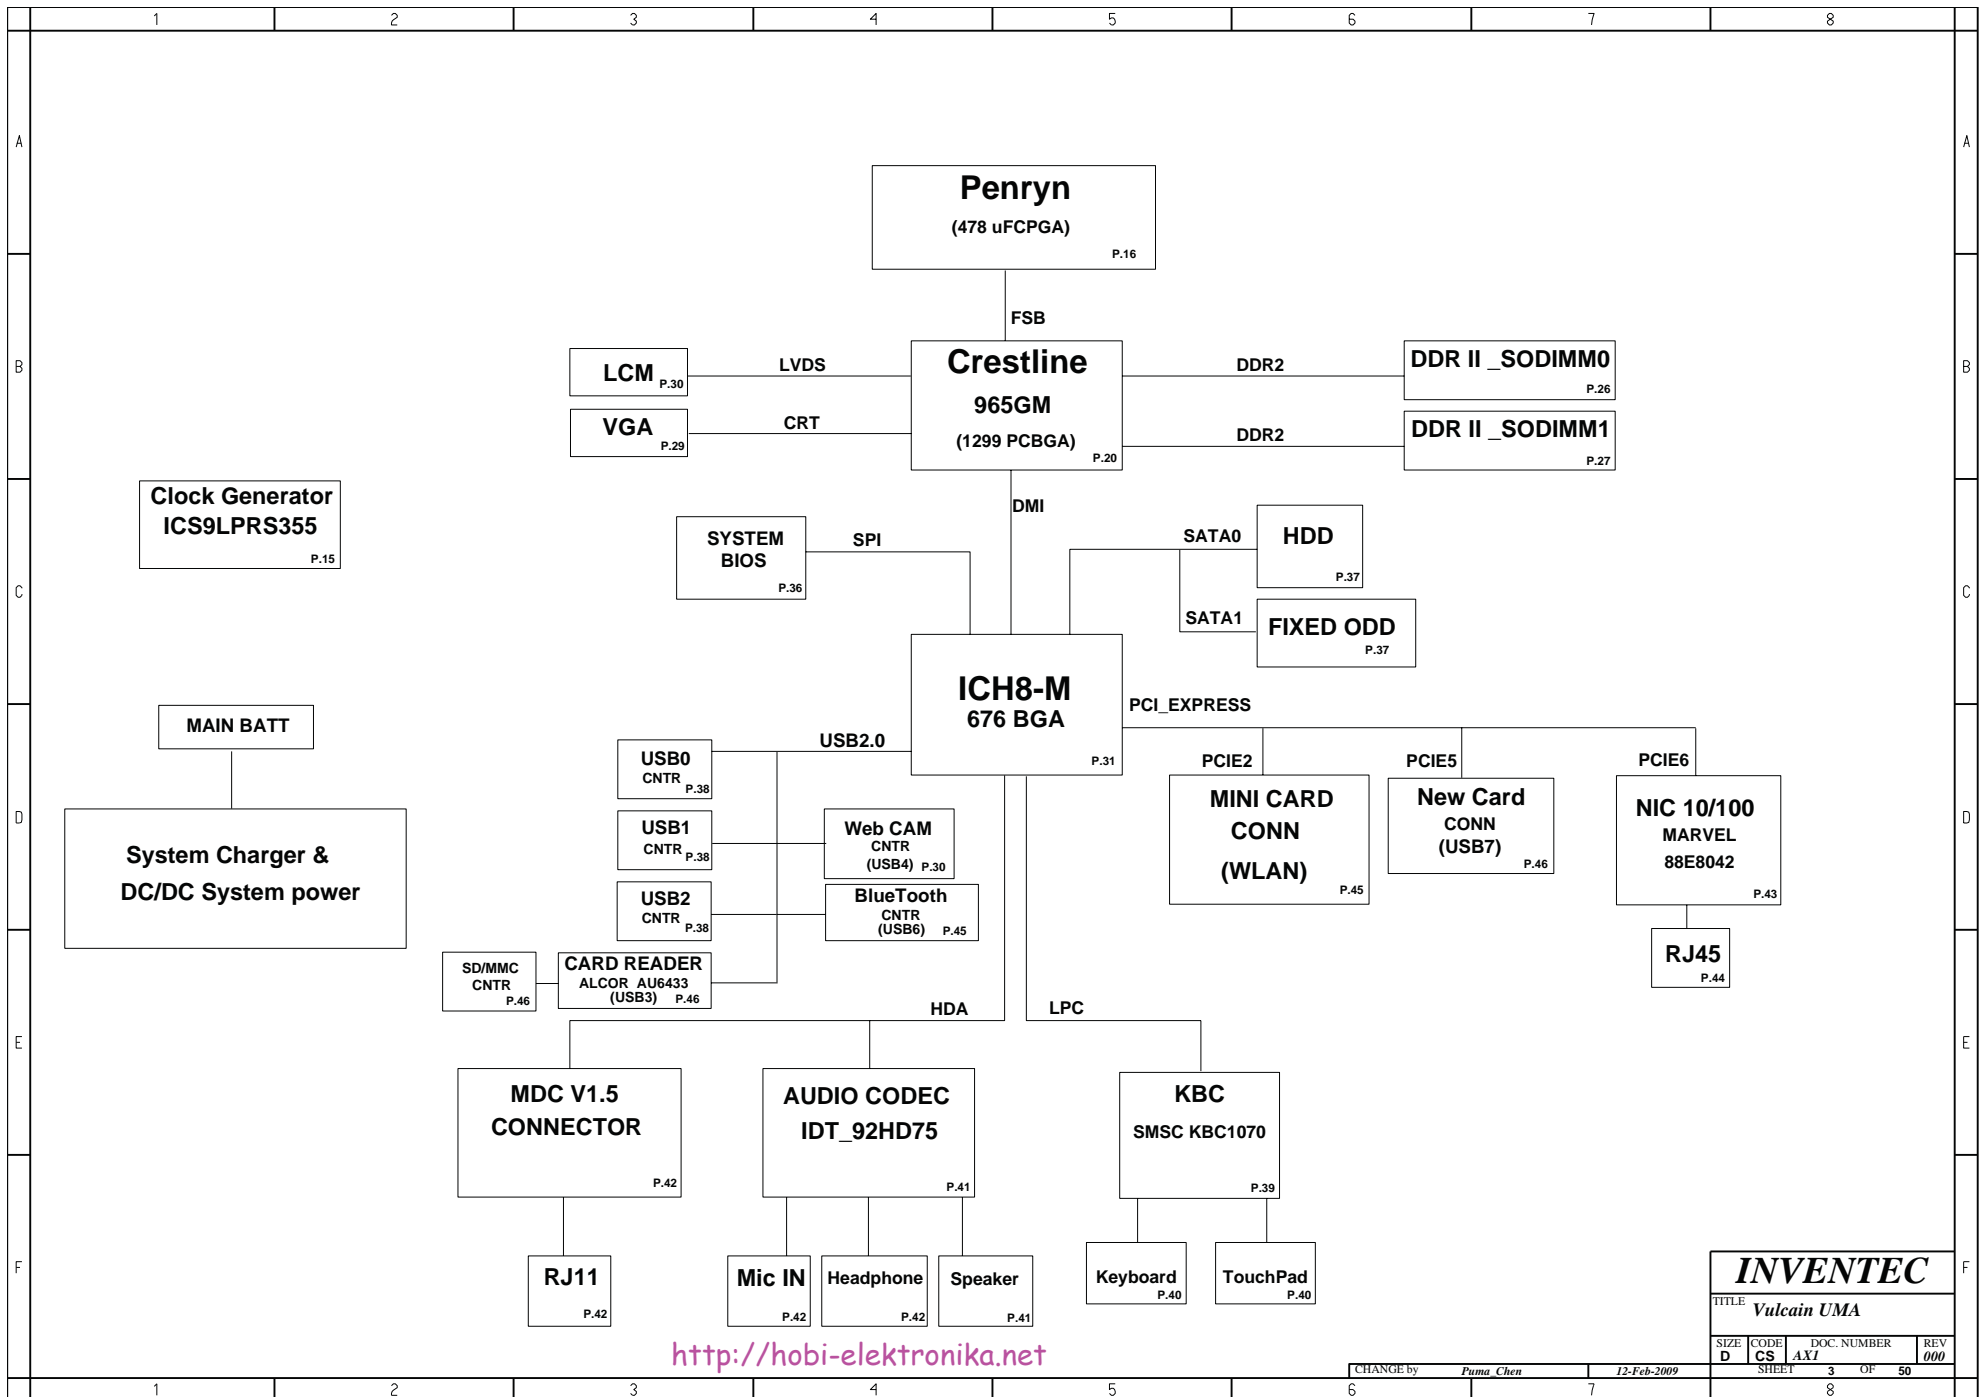 1 2 3 4 5 6 7 8
A A
Penryn
(478 uFCPGA)
P.16
FSB
B B
LCM P.30
LVDS
VGA P.29
CRT
Crestline
965GM
(1299 PCBGA)
P.20
DDR2
DDR II _SODIMM0
P.26
DDR2
DDR II _SODIMM1
P.27
DMI
Clock Generator
ICS9LPRS355
P.15
C C
SYSTEM
BIOS
P.36
SPI
SATA0
HDD
P.37
SATA1
FIXED ODD
P.37
ICH8-M
676 BGA
P.31
PCI_EXPRESS
MAIN BATT
System Charger &
DC/DC System power
D D
USB2.0
USB0
CNTR
P.38
USB1
CNTR P.38
USB2
CNTR
P.38
Web CAM
CNTR
(USB4) P.30
BlueTooth
CNTR
(USB6) P.45
SD/MMC
CNTR
P.46
CARD READER
ALCOR AU6433
(USB3) P.46
PCIE2
MINI CARD
CONN
(WLAN)
P.45
PCIE5
New Card
CONN
(USB7)
P.46
PCIE6
NIC 10/100
MARVEL
88E8042
P.43
RJ45
P.44
HDA
LPC
E E
MDC V1.5
CONNECTOR
P.42
AUDIO CODEC
IDT_92HD75
P.41
KBC
SMSC KBC1070
P.39
F F
RJ11
P.42
Mic IN
P.42
Headphone
P.42
Speaker
P.41
Keyboard
P.40
TouchPad
P.40
http://hobi-elektronika.net
INVENTEC
TITLE Vulcain UMA
SIZE CODE DOC. NUMBER REV
D CS AX1 000
CHANGE by Puma_Chen 12-Feb-2009 SHEET 3 OF 50
1 2 3 4 5 6 7 8